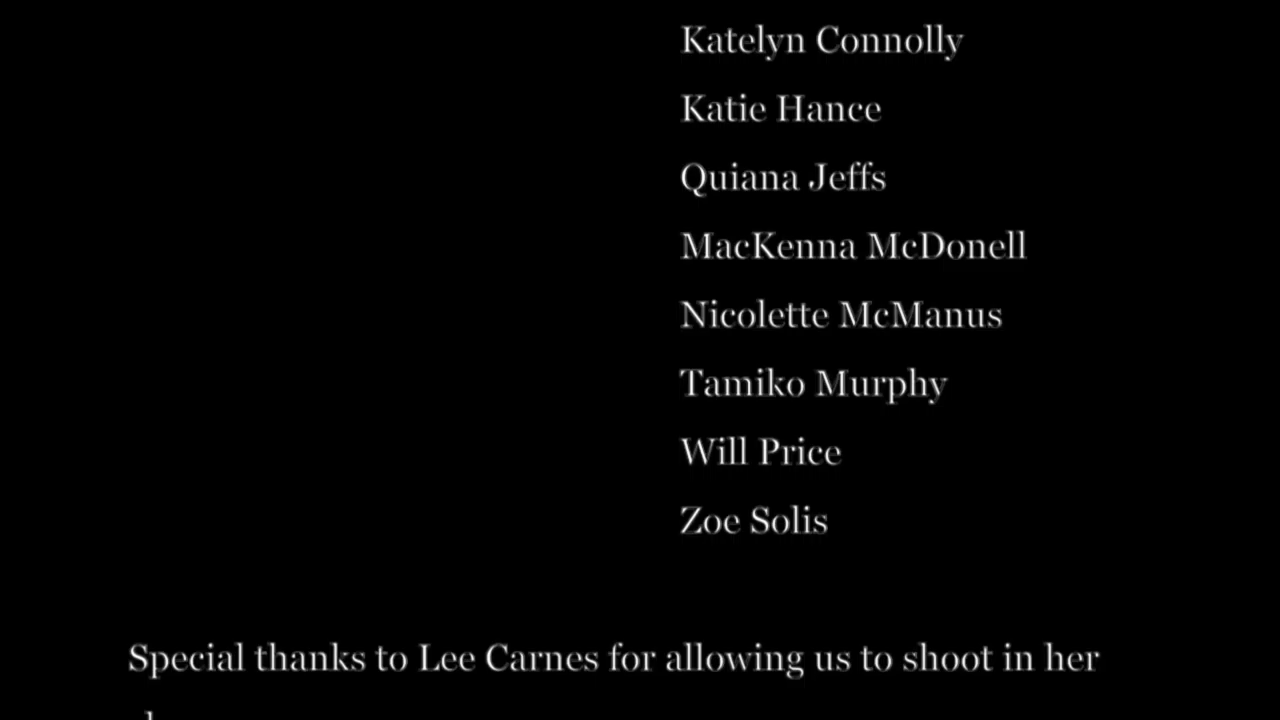 Katelyn Connolly
Katie Hance
Quiana Jeffs
MacKenna McDonell
Nicolette McManus
Tamiko Murphy
Will Price
Zoe Solis
Special thanks to Lee Carnes for allowing us to shoot in her